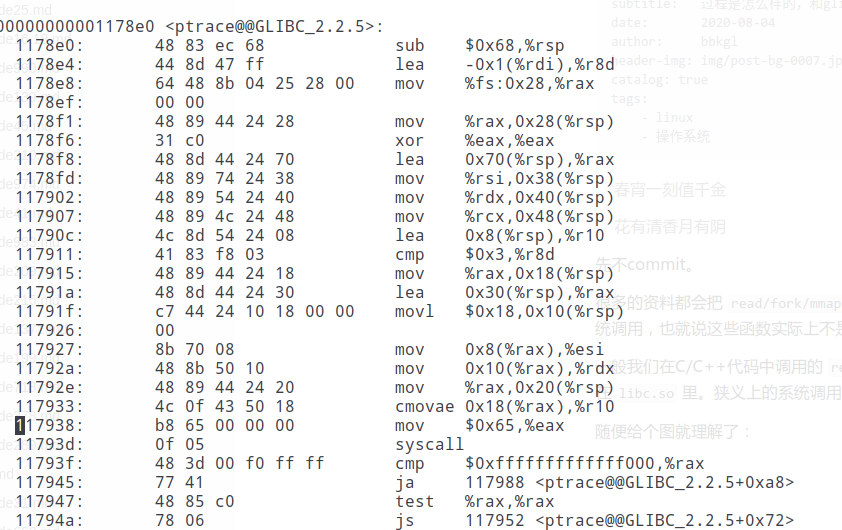 00000000001178e0 <ptrace@@GLIBC_2.2.5>:
1178e0: 48 83 ec 68 sub $0x68,%rsp
1178e4: 44 8d 47 ff lea -0x1(%rdi),%r8d
1178e8: 64 48 8b 04 25 28 00 mov %fs:0x28,%rax
1178ef: 00 00
1178f1: 48 89 44 24 28 mov %rax,0x28(%rsp)
1178f6: 31 c0 xor %eax,%eax
1178f8: 48 8d 44 24 70 lea 0x70(%rsp),%rax
1178fd: 48 89 74 24 38 mov %rsi,0x38(%rsp)
117902: 48 89 54 24 40 mov %rdx,0x40(%rsp)
117907: 48 89 4c 24 48 mov %rcx,0x48(%rsp)
11790c: 4c 8d 54 24 08 lea 0x8(%rsp),%r10
117911: 41 83 f8 03 cmp $0x3,%r8d
117915: 48 89 44 24 18 mov %rax,0x18(%rsp)
11791a: 48 8d 44 24 30 lea 0x30(%rsp),%rax
11791f: c7 44 24 10 18 00 00 movl $0x18,0x10(%rsp)
117926: 00
117927: 8b 70 08 mov 0x8(%rax),%esi
11792a: 48 8b 50 10 mov 0x10(%rax),%rdx
11792e: 48 89 44 24 20 mov %rax,0x20(%rsp)
117933: 4c 0f 43 50 18 cmovae 0x18(%rax),%r10
117938: b8 65 00 00 00 mov $0x65,%eax
11793d: 0f 05 syscall
11793f: 48 3d 00 f0 ff ff cmp $0xfffffffffffff000,%rax
117945: 77 41 ja 117988 <ptrace@@GLIBC_2.2.5+0xa8>
117947: 48 85 c0 test %rax,%rax
11794a: 78 06 js 117952 <ptrace@@GLIBC_2.2.5+0x72>
subtitle: 过程是怎么样的，和gli
date: 2020-08-04
author: bbkgl
header-img: img/post-bg-0007.jp
catalog: true
tags:
- linux
- 操作系统
春宵一刻值千金
花有清香月有阴
先不commit。
很多的资料都会把 read/fork/mmap
统调用，也就说这些函数实际上不是
般我们在C/C++代码中调用的 re
libc.so 里。狭义上的系统调用
随便给个图就理解了：